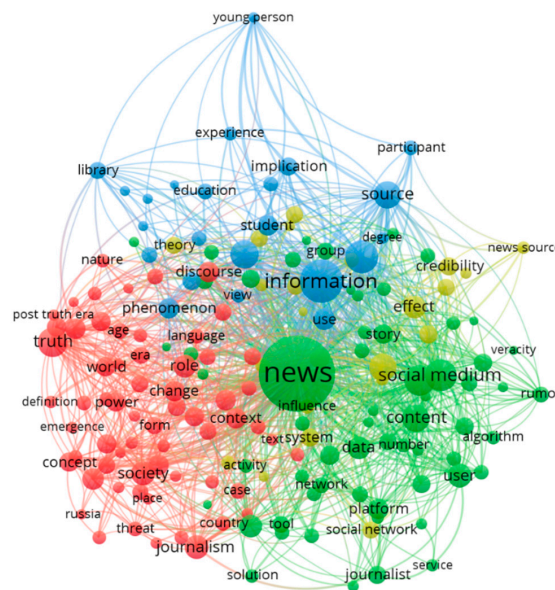 young person
experience
participant
library
implication
education
source
student
theory
group
degree
news source
nature
discourse
credibility
information
view
phenomenon
effect
post truth era
age
use
language
story
truth
era
veracity
world
role
news
social medium
change
rumo
definition
power
influence
content
form
context
emergence
text
system
algorithm
data
number
concept
activity
society
user
case
network
place
platform
russia
threat
country
tool
social network
journalism
solution
journalist
service